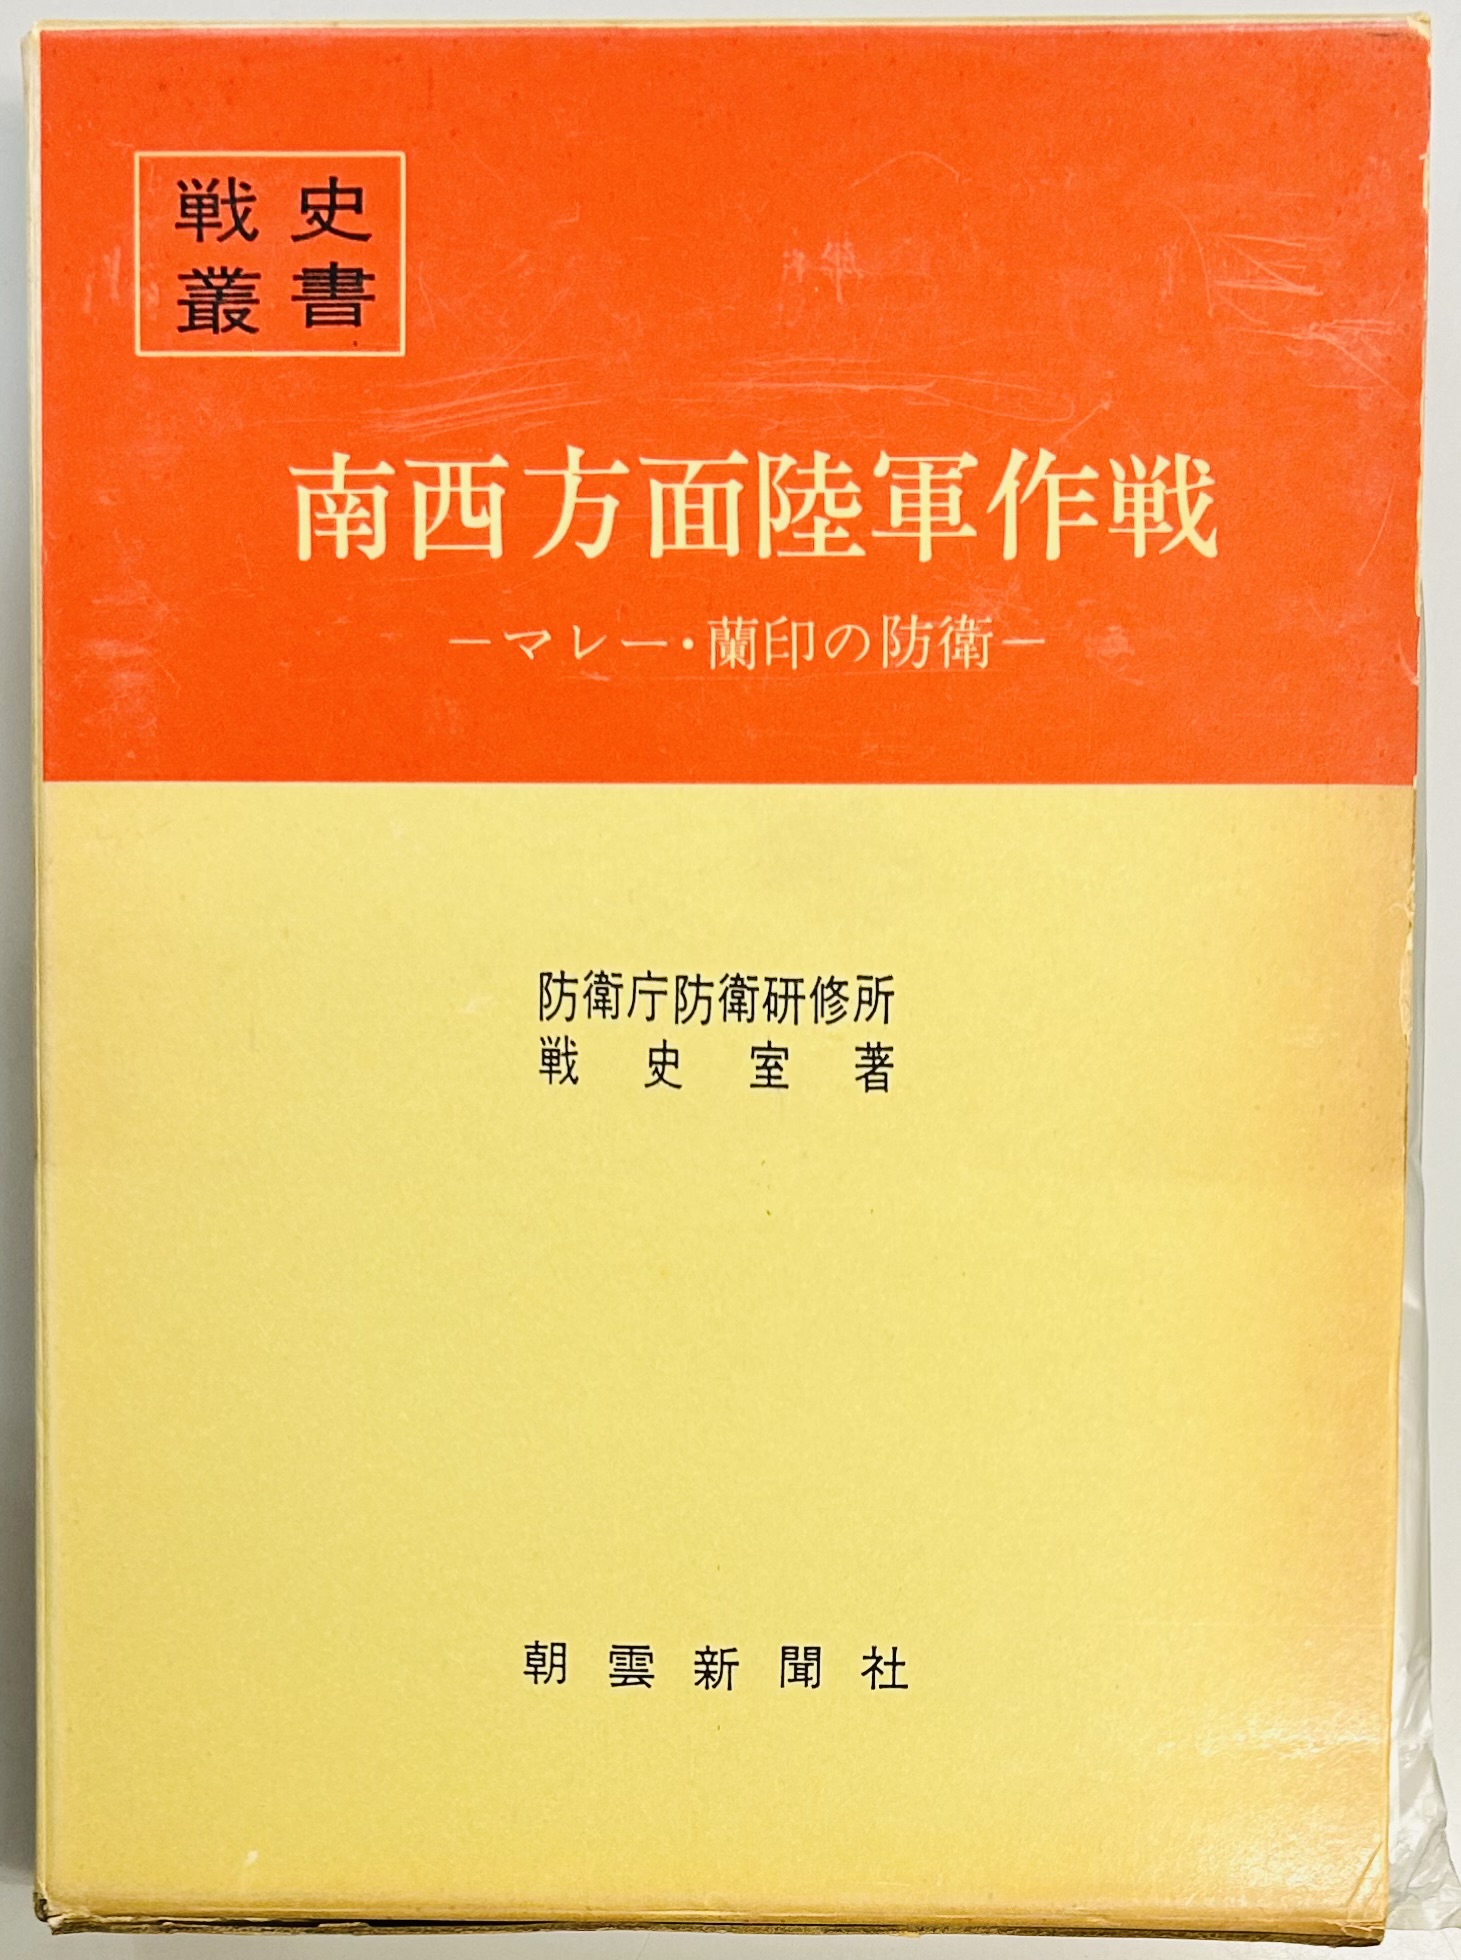 戦史
叢書
南西方面陸軍作戦
—マレー・蘭印の防衛—
防衛庁防衛研修所
戦史室著
朝雲新聞社